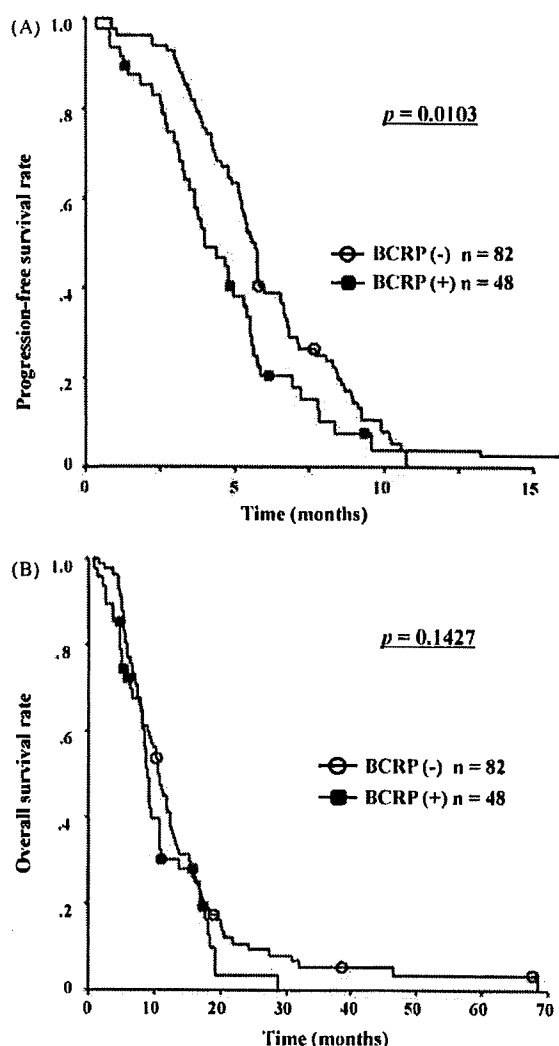 (A)
1.0
.8
.6
.4
.2
0
Progression-free survival rate
p = 0.0103
BCRP (-) n = 82
BCRP (+) n = 48
0 5 10 15
Time (months)
(B)
1.0
.8
.6
.4
.2
0
Overall survival rate
p = 0.1427
BCRP (-) n = 82
BCRP (+) n = 48
0 10 20 30 40 50 60 70
Time (months)